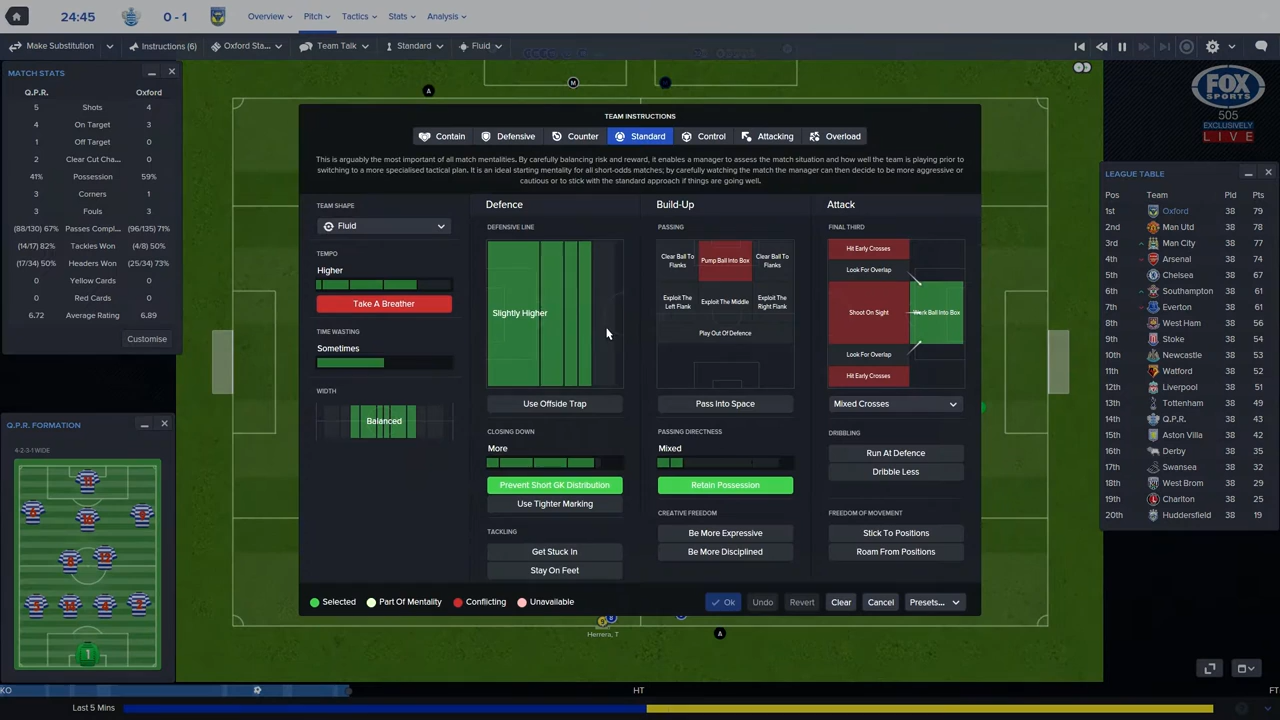 24:45
0 - 1
Overview
Pitch
Tactics
Stats
Analysis
Make Substitution
Instructions (6)
Oxford Sta...
Team Talk
Standard
Fluid
MATCH STATS
Q.P.R. Oxford
5 Shots 4
4 On Target 3
1 Off Target 0
2 Clear Cut Cha... 0
41% Possession 59%
3 Corners 1
3 Fouls 3
(88/130) 67% Passes Compl... (96/135) 71%
(14/17) 82% Tackles Won (4/8) 50%
(17/34) 50% Headers Won (25/34) 73%
0 Yellow Cards 0
0 Red Cards 0
6.72 Average Rating 6.89
Customise
Q.P.R. FORMATION
4-2-3-1 WIDE
1
A
M
M
TEAM INSTRUCTIONS
Contain
Defensive
Counter
Standard
Control
Attacking
Overload
This is arguably the most important of all match mentalities. By carefully balancing risk and reward, it enables a manager to assess the match situation and how well the team is playing prior
to switching to a more specialised tactical plan. It is an ideal starting mentality for all short-odds matches; by carefully watching the match the manager can then decide to be more aggressive or
cautious or to stick with the standard approach if things are going well.
TEAM SHAPE
Fluid
TEMPO
Higher
Take A Breather
TIME WASTING
Sometimes
WIDTH
Balanced
Defence
DEFENSIVE LINE
Slightly Higher
Use Offside Trap
CLOSING DOWN
More
Prevent Short GK Distribution
Use Tighter Marking
TACKLING
Get Stuck In
Stay On Feet
Build-Up
PASSING
Clear Ball To
Flanks
Pump Ball Into Box
Clear Ball To
Flanks
Exploit The
Left Flank
Exploit The Middle
Exploit The
Right Flank
Play Out Of Defence
Pass Into Space
PASSING DIRECTNESS
Mixed
Retain Possession
CREATIVE FREEDOM
Be More Expressive
Be More Disciplined
Attack
FINAL THIRD
Hit Early Crosses
Look For Overlap
Shoot On Sight
Work Ball Into Box
Look For Overlap
Hit Early Crosses
Mixed Crosses
DRIBBLING
Run At Defence
Dribble Less
FREEDOM OF MOVEMENT
Stick To Positions
Roam From Positions
Selected
Part Of Mentality
Conflicting
Unavailable
Ok
Undo
Revert
Clear
Cancel
Presets...
Herrera, T
A
FOX
SPORTS
505
EXCLUSIVELY
LIVE
LEAGUE TABLE
Pos Team Pld Pts
1st Oxford 38 79
2nd Man Utd 38 78
3rd Man City 38 77
4th Arsenal 38 74
5th Chelsea 38 67
6th Southampton 38 61
7th Everton 38 61
8th West Ham 38 56
9th Stoke 38 54
10th Newcastle 38 53
11th Watford 38 52
12th Liverpool 38 51
13th Tottenham 38 49
14th Q.P.R. 38 43
15th Aston Villa 38 42
16th Derby 38 35
17th Swansea 38 32
18th West Brom 38 29
19th Charlton 38 25
20th Huddersfield 38 19
KO
HT
FT
Last 5 Mins